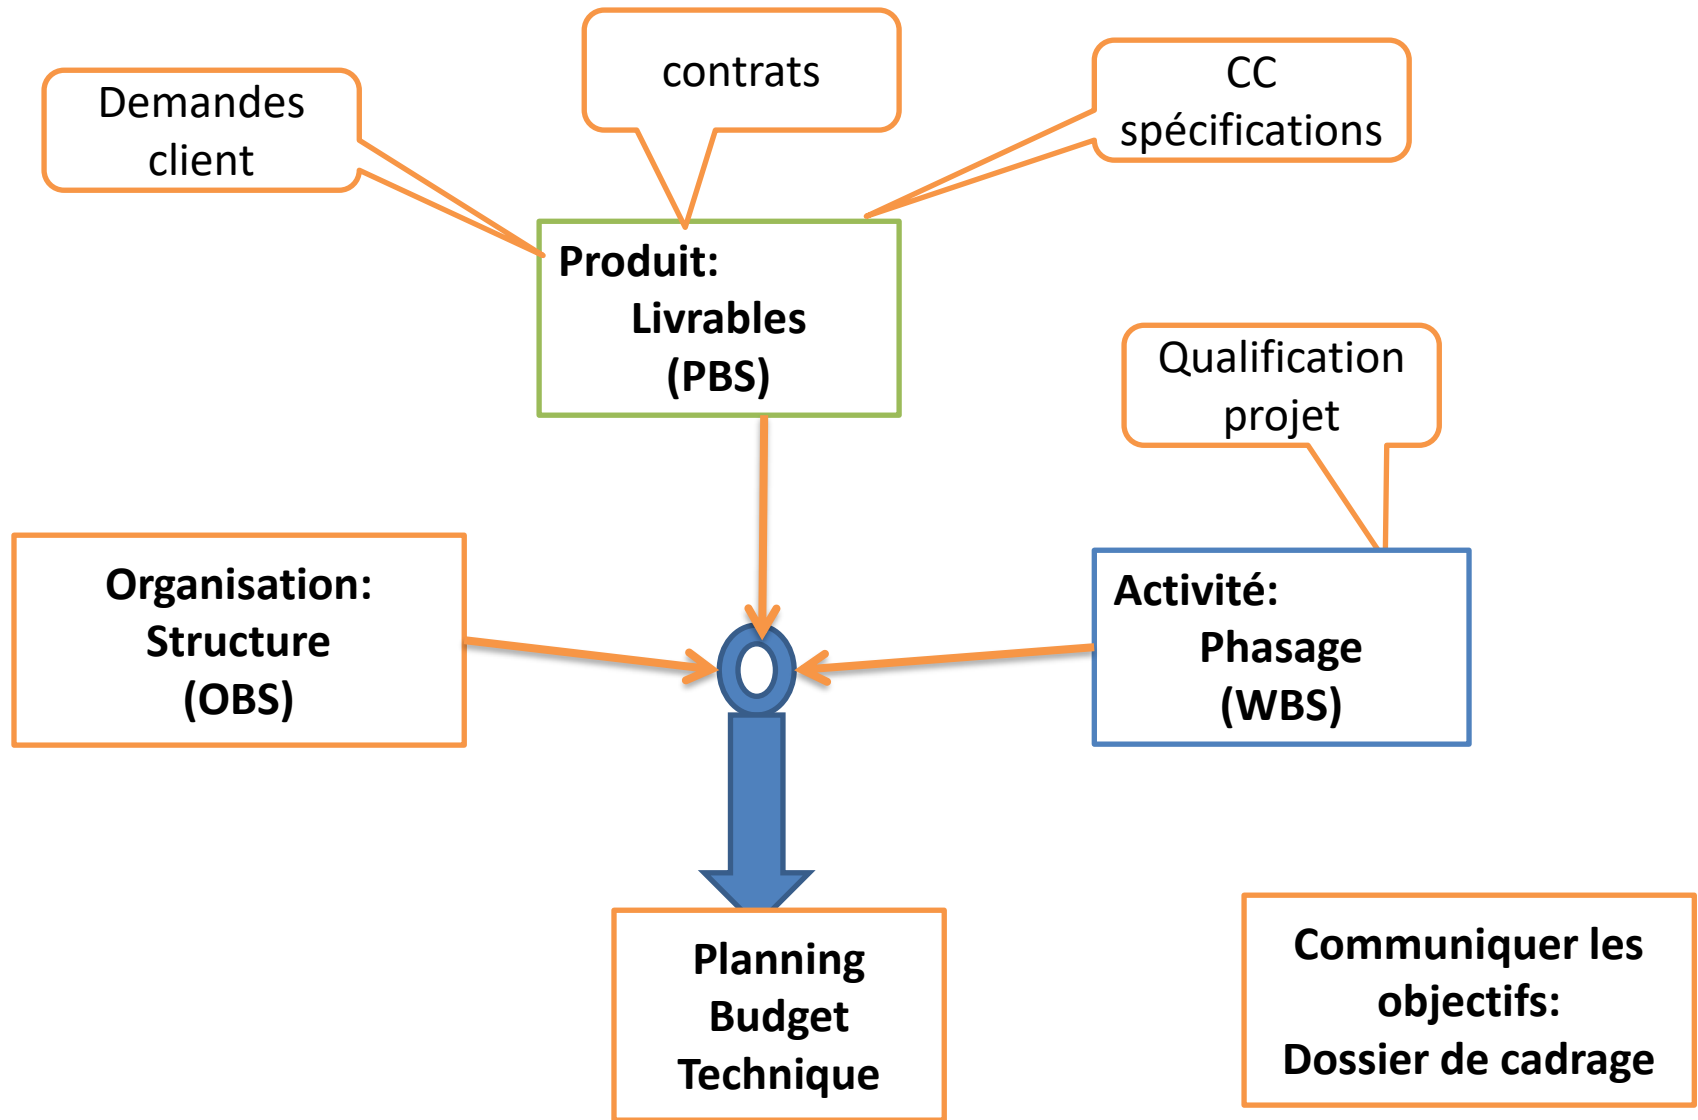 Demandes
client
contrats
CC
spécifications
Produit:
Livrables
(PBS)
Qualification
projet
Organisation:
Structure
(OBS)
Activité:
Phasage
(WBS)
Planning
Budget
Technique
Communiquer les
objectifs:
Dossier de cadrage